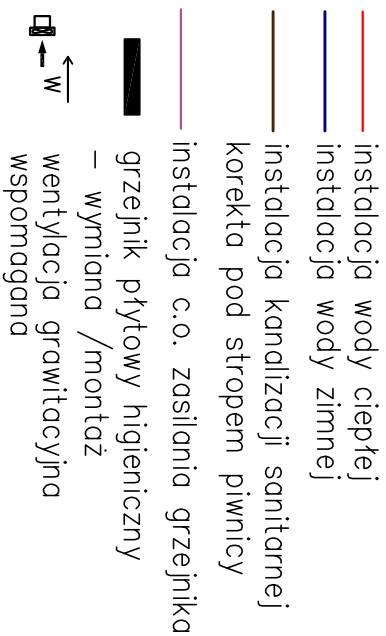 instalacja wody ciepłej
instalacja wody zimnej
instalacja kanalizacji sanitarnej
korekta pod stropem piwnicy
instalacja c.o. zasilania grzejnika
grzejnik płytowy higieniczny
– wymiana /montaż
W
wentylacja grawitacyjna
wspomagana